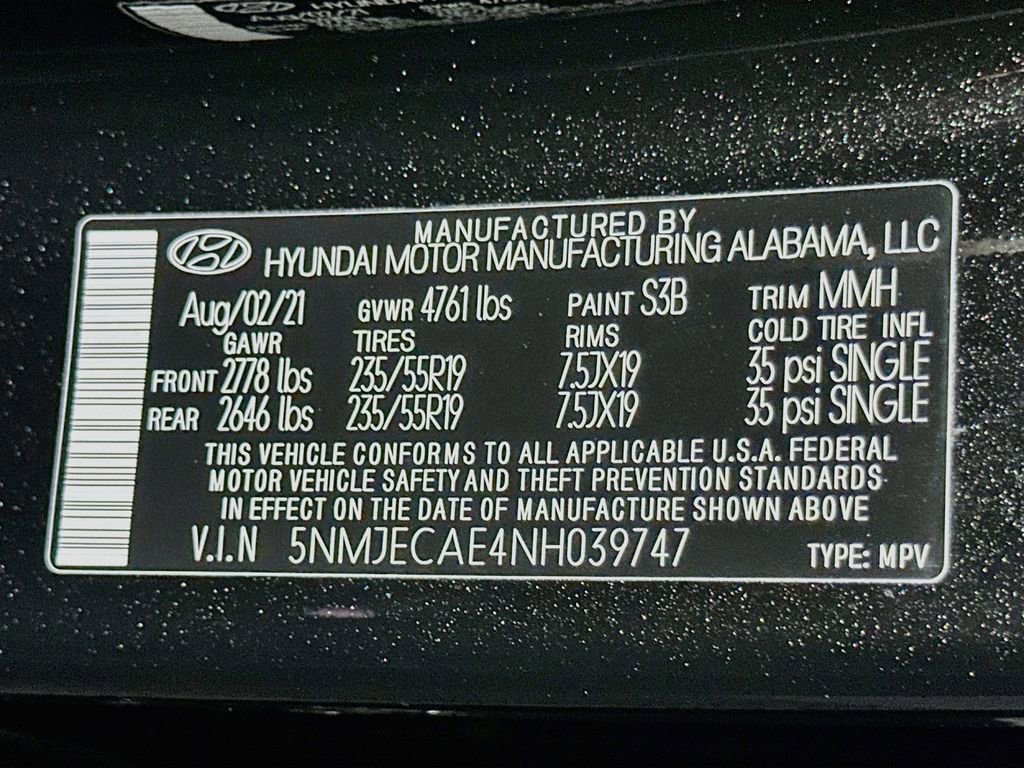 MANUFACTURED BY
HYUNDAI MOTOR MANUFACTURING ALABAMA, LLC
Aug/02/21 GVWR 4761 lbs PAINT S3B TRIM MMH
GAWR TIRES RIMS COLD TIRE INFL
FRONT 2778 lbs 235/55R19 7.5JX19 35 psi SINGLE
REAR 2646 lbs 235/55R19 7.5JX19 35 psi SINGLE
THIS VEHICLE CONFORMS TO ALL APPLICABLE U.S.A. FEDERAL
MOTOR VEHICLE SAFETY AND THEFT PREVENTION STANDARDS
IN EFFECT ON THE DATE OF MANUFACTURE SHOWN ABOVE
V.I.N 5NMJECAE4NH039747 TYPE: MPV